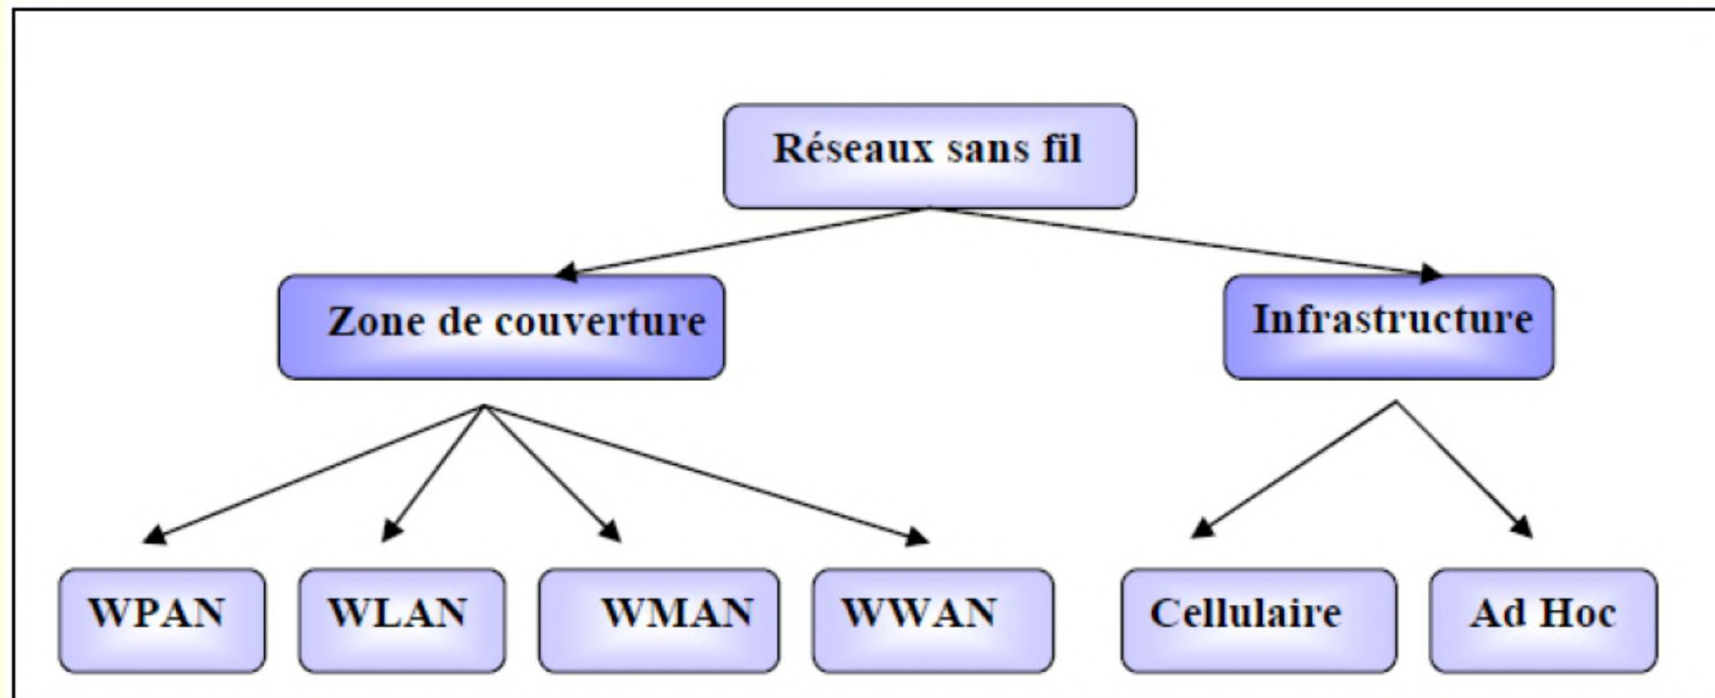 Réseaux sans fil
Zone de couverture
Infrastructure
WPAN
WLAN
WMAN
WWAN
Cellulaire
Ad Hoc